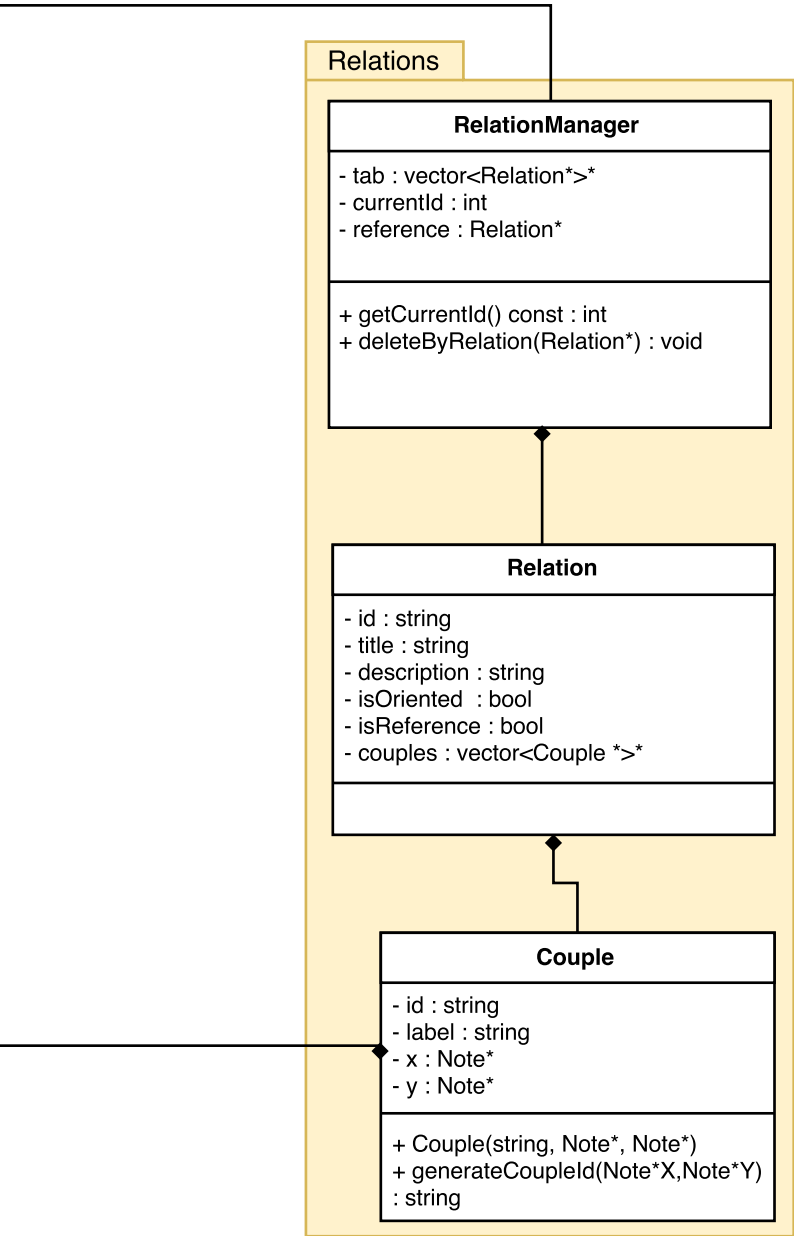 Relations
RelationManager
- tab : vector<Relation*>*
- currentId : int
- reference : Relation*
+ getCurrentId() const : int
+ deleteByRelation(Relation*) : void
Relation
- id : string
- title : string
- description : string
- isOriented  : bool
- isReference : bool
- couples : vector<Couple *>*
Couple
- id : string
- label : string
- x : Note*
- y : Note*
+ Couple(string, Note*, Note*)
+ generateCoupleId(Note*X,Note*Y)
: string